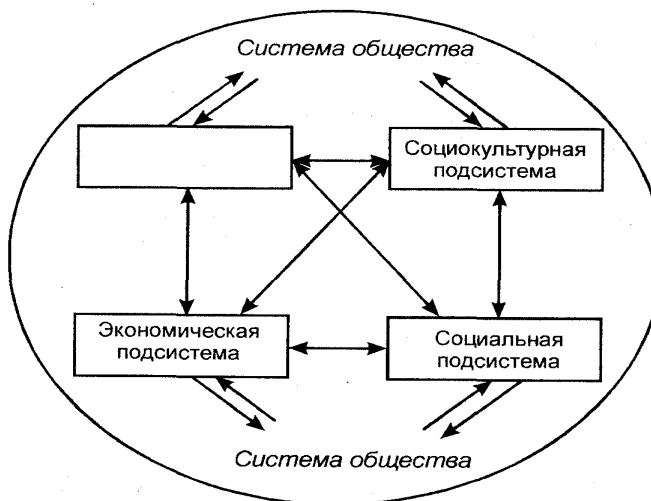 Система общества
Социокультурная
подсистема
Экономическая
подсистема
Социальная
подсистема
Система общества